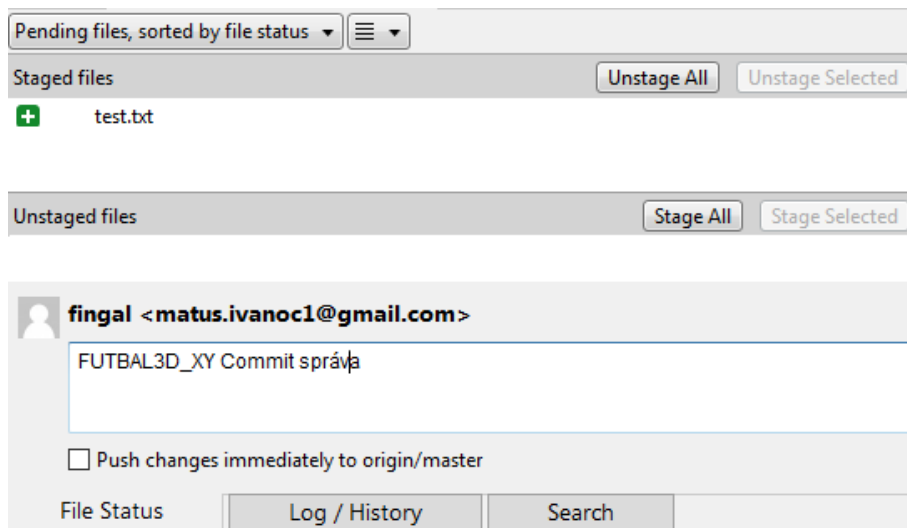 Pending files, sorted by file status
Staged files Unstage All Unstage Selected
test.txt
Unstaged files Stage All Stage Selected
fingal <matus.ivanoc1@gmail.com>
FUTBAL3D_XY Commit správa
Push changes immediately to origin/master
File Status Log / History Search